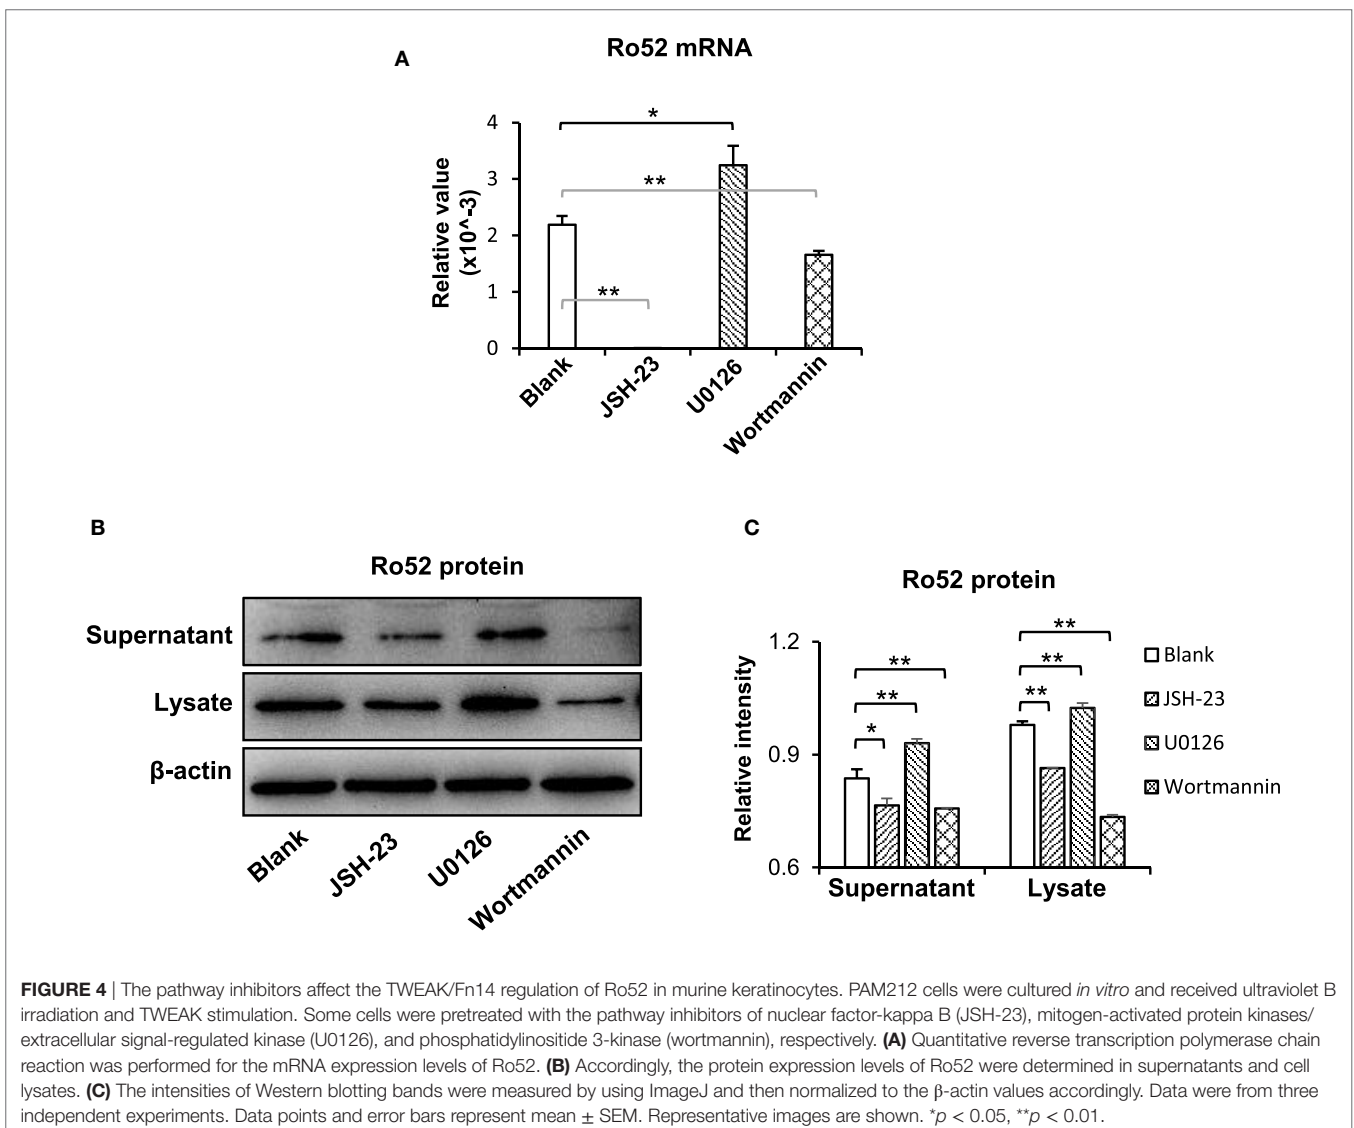 A
Ro52 mRNA
Relative value
(x10^-3)
4
3
2
1
0
*
**
**
Blank
JSH-23
U0126
Wortmannin
B
Ro52 protein
Supernatant
Lysate
β-actin
Blank
JSH-23
U0126
Wortmannin
C
Ro52 protein
Relative intensity
1.2
0.9
0.6
**
**
*
**
**
**
Supernatant
Lysate
Blank
JSH-23
U0126
Wortmannin
FIGURE 4 | The pathway inhibitors affect the TWEAK/Fn14 regulation of Ro52 in murine keratinocytes. PAM212 cells were cultured in vitro and received ultraviolet B
irradiation and TWEAK stimulation. Some cells were pretreated with the pathway inhibitors of nuclear factor-kappa B (JSH-23), mitogen-activated protein kinases/
extracellular signal-regulated kinase (U0126), and phosphatidylinositide 3-kinase (wortmannin), respectively. (A) Quantitative reverse transcription polymerase chain
reaction was performed for the mRNA expression levels of Ro52. (B) Accordingly, the protein expression levels of Ro52 were determined in supernatants and cell
lysates. (C) The intensities of Western blotting bands were measured by using ImageJ and then normalized to the β-actin values accordingly. Data were from three
independent experiments. Data points and error bars represent mean ± SEM. Representative images are shown. *p < 0.05, **p < 0.01.